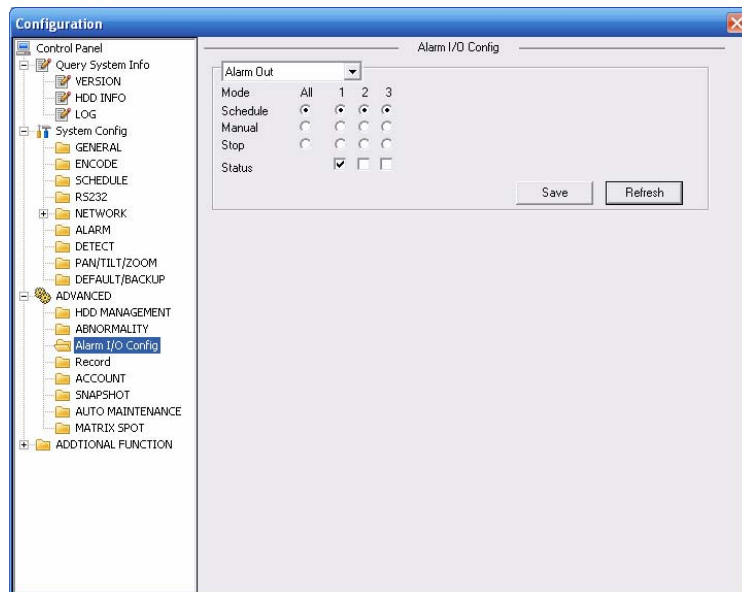 Configuration
Control Panel
Query System Info
VERSION
HDD INFO
LOG
System Config
GENERAL
ENCODE
SCHEDULE
RS232
NETWORK
ALARM
DETECT
PAN/TILT/ZOOM
DEFAULT/BACKUP
ADVANCED
HDD MANAGEMENT
ABNORMALITY
Alarm I/O Config
Record
ACCOUNT
SNAPSHOT
AUTO MAINTENANCE
MATRIX SPOT
ADDTIONAL FUNCTION
Alarm I/O Config
Alarm Out
Mode All 1 2 3
Schedule
Manual
Stop
Status
Save Refresh